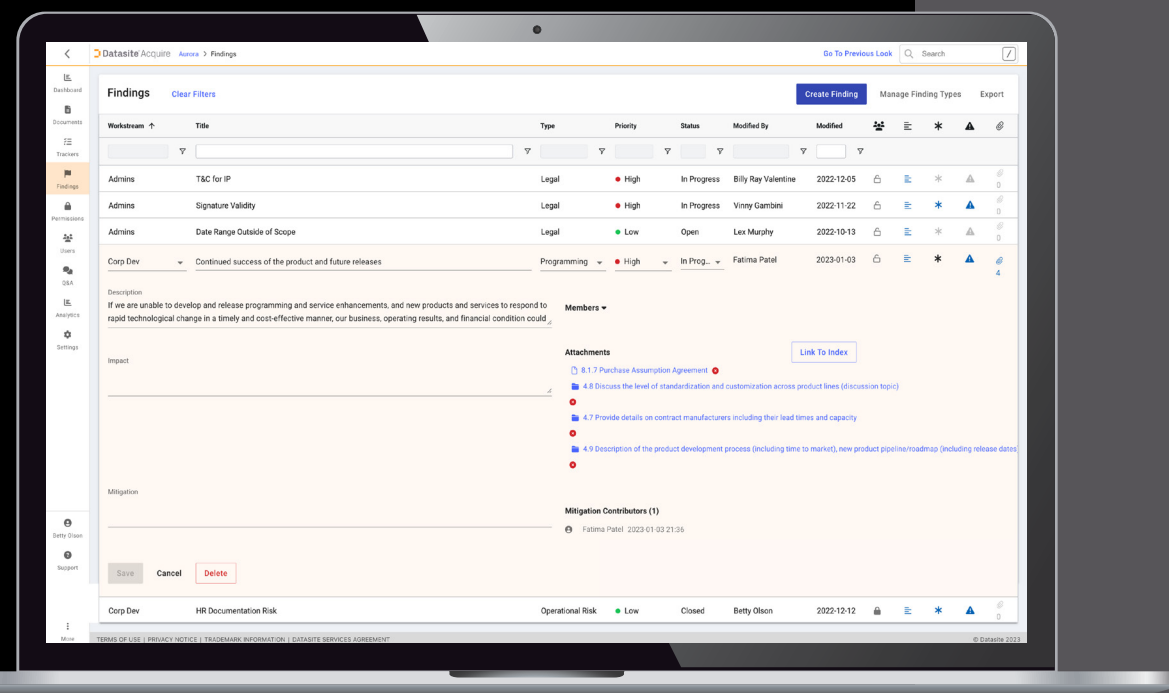 Datasite Acquire Aurora > Findings Go To Previous Look Search /
Dashboard
Documents
Trackers
Findings
Permissions
Users
Q&A
Analytics
Settings
Betty Olson
Support
More
Findings Clear Filters Create Finding Manage Finding Types Export
Workstream ↑ Title Type Priority Status Modified By Modified
Admins T&C for IP Legal High In Progress Billy Ray Valentine 2022-12-05 0
Admins Signature Validity Legal High In Progress Vinny Gambini 2022-11-22 0
Admins Date Range Outside of Scope Legal Low Open Lex Murphy 2022-10-13 0
Corp Dev Continued success of the product and future releases Programming High In Prog... Fatima Patel 2023-01-03 4
Description
If we are unable to develop and release programming and service enhancements, and new products and services to respond to
rapid technological change in a timely and cost-effective manner, our business, operating results, and financial condition could
Impact
Mitigation
Members
Attachments Link To Index
8.1.7 Purchase Assumption Agreement
4.8 Discuss the level of standardization and customization across product lines (discussion topic)
4.7 Provide details on contract manufacturers including their lead times and capacity
4.9 Description of the product development process (including time to market), new product pipeline/roadmap (including release dates
Mitigation Contributors (1)
Fatima Patel 2023-01-03 21:36
Save Cancel Delete
Corp Dev HR Documentation Risk Operational Risk Low Closed Betty Olson 2022-12-12 0
TERMS OF USE | PRIVACY NOTICE | TRADEMARK INFORMATION | DATASITE SERVICES AGREEMENT © Datasite 2023